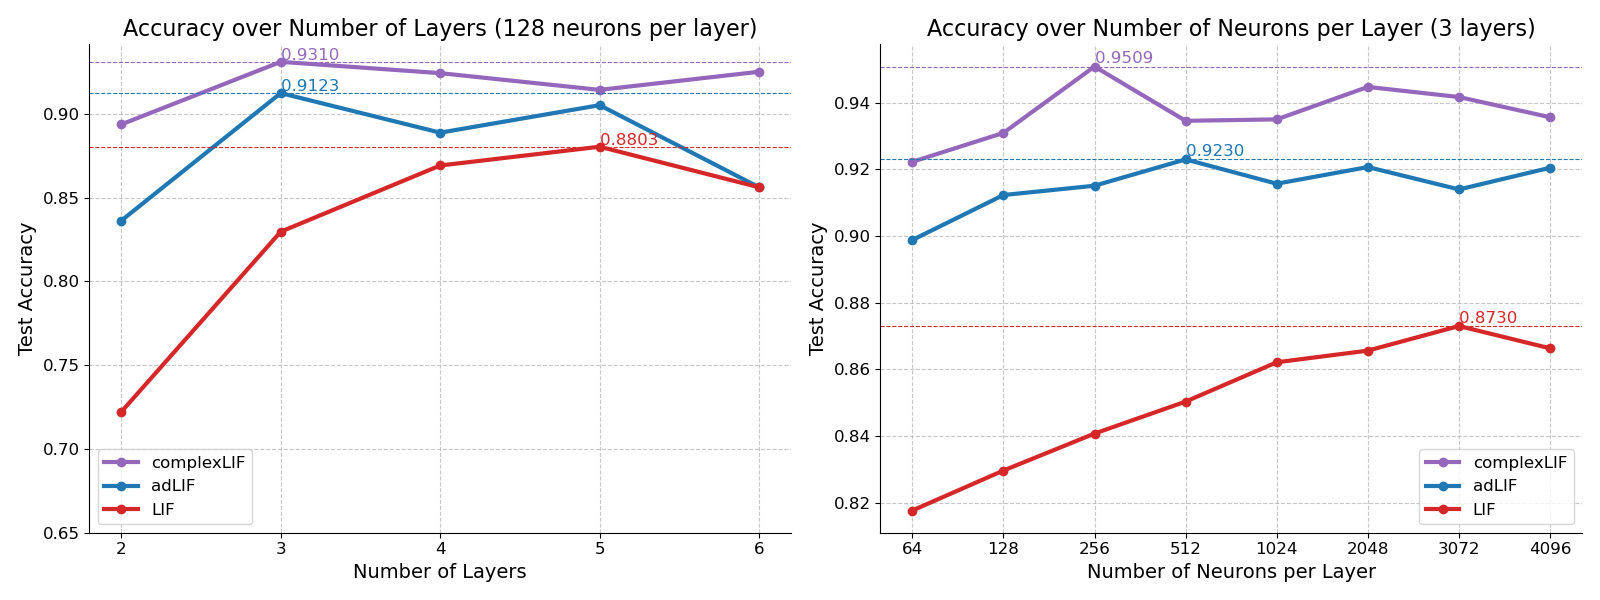 Accuracy over Number of Layers (128 neurons per layer)
Test Accuracy
0.90
0.85
0.80
0.75
0.70
0.65
0.9310
0.9123
0.8803
complexLIF
adLIF
LIF
2 3 4 5 6
Number of Layers
Accuracy over Number of Neurons per Layer (3 layers)
Test Accuracy
0.94
0.92
0.90
0.88
0.86
0.84
0.82
0.9509
0.9230
0.8730
complexLIF
adLIF
LIF
64 128 256 512 1024 2048 3072 4096
Number of Neurons per Layer